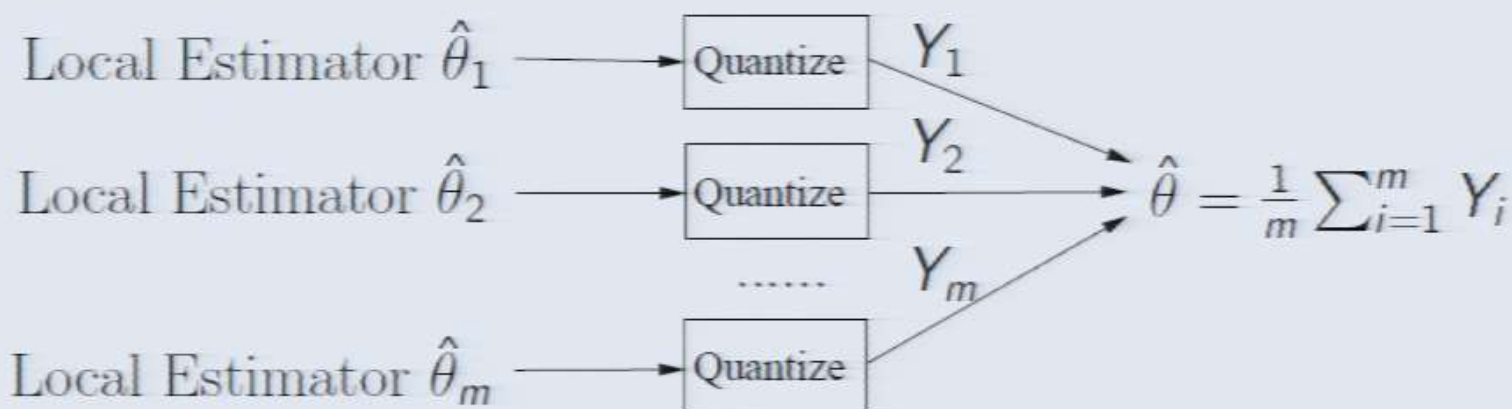 Local Estimator θ̂₁ Quantize Y₁
Local Estimator θ̂₂ Quantize Y₂
θ̂ = 1/m ∑ᵢ₌₁ᵐ Yᵢ
...... Yₘ
Local Estimator θ̂ₘ Quantize